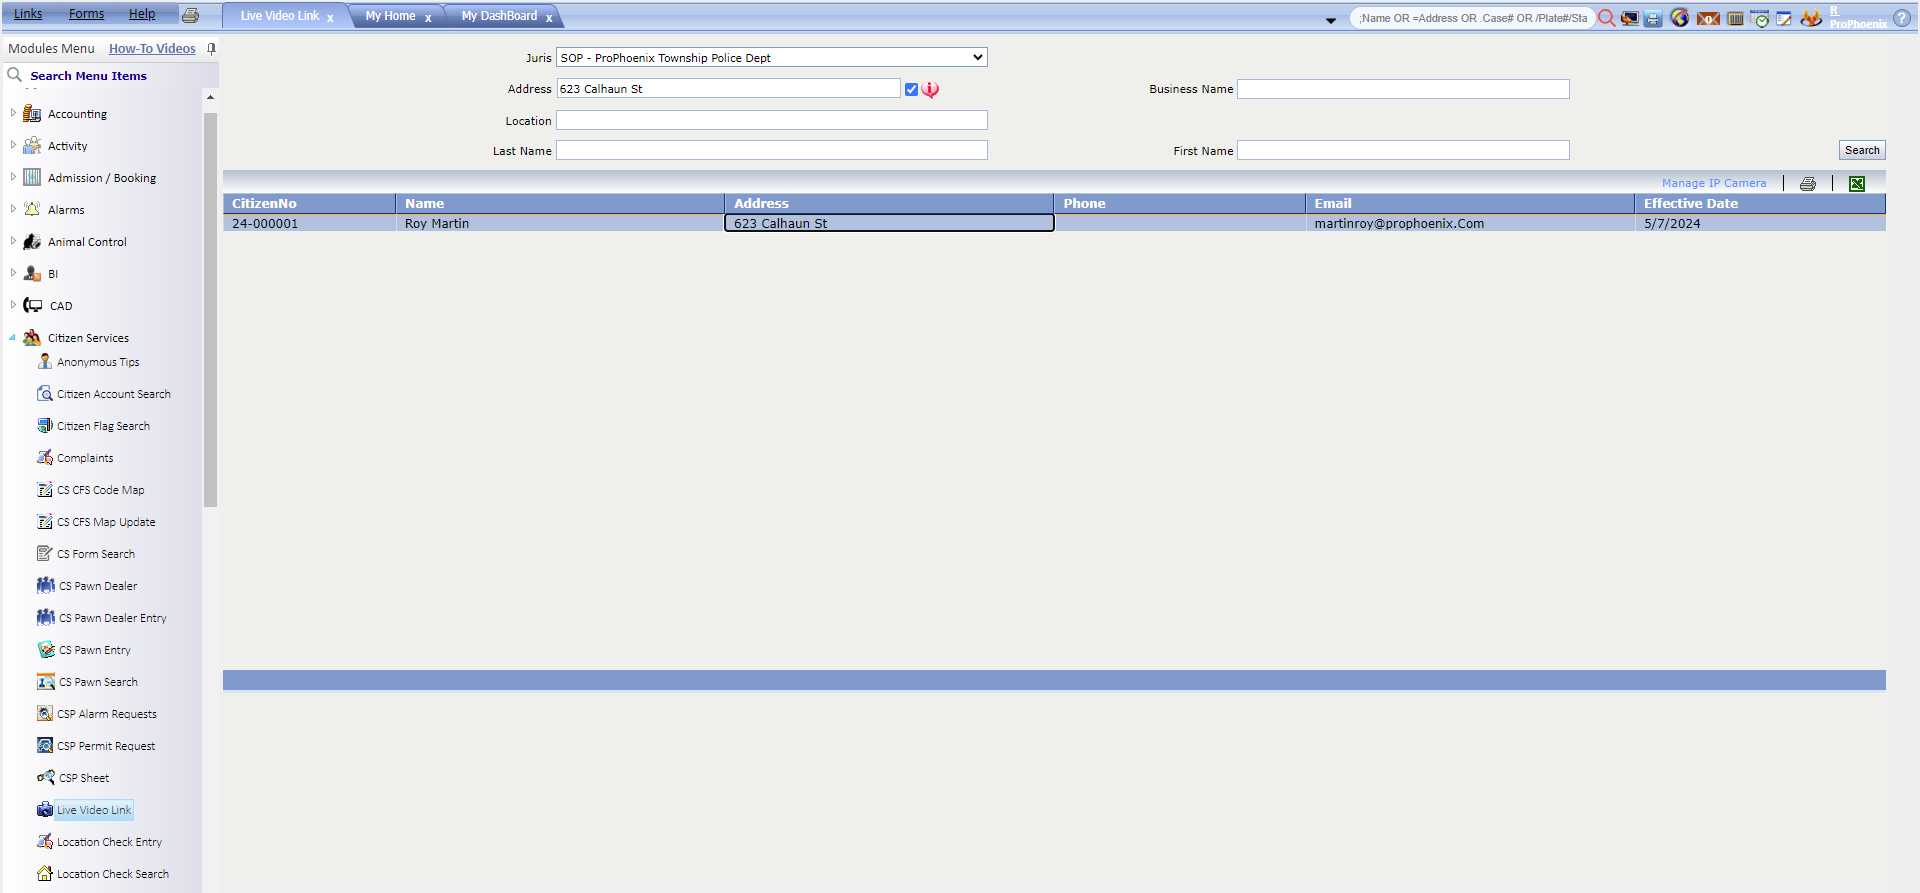 Links Forms Help Live Video Link x My Home x My DashBoard x ;Name OR =Address OR .Case# OR /Plate#/Sta R
ProPhoenix
Modules Menu How-To Videos
Search Menu Items
Accounting
Activity
Admission / Booking
Alarms
Animal Control
BI
CAD
Citizen Services
Anonymous Tips
Citizen Account Search
Citizen Flag Search
Complaints
CS CFS Code Map
CS CFS Map Update
CS Form Search
CS Pawn Dealer
CS Pawn Dealer Entry
CS Pawn Entry
CS Pawn Search
CSP Alarm Requests
CSP Permit Request
CSP Sheet
Live Video Link
Location Check Entry
Location Check Search
Juris SOP - ProPhoenix Township Police Dept
Address 623 Calhaun St Business Name
Location
Last Name First Name Search
Manage IP Camera
CitizenNo Name Address Phone Email Effective Date
24-000001 Roy Martin 623 Calhaun St martinroy@prophoenix.Com 5/7/2024